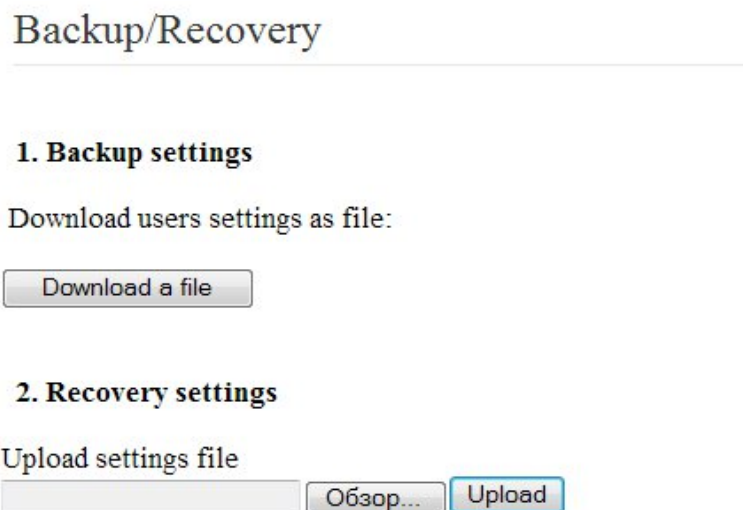 Backup/Recovery
1. Backup settings
Download users settings as file:
Download a file
2. Recovery settings
Upload settings file
Обзор... Upload